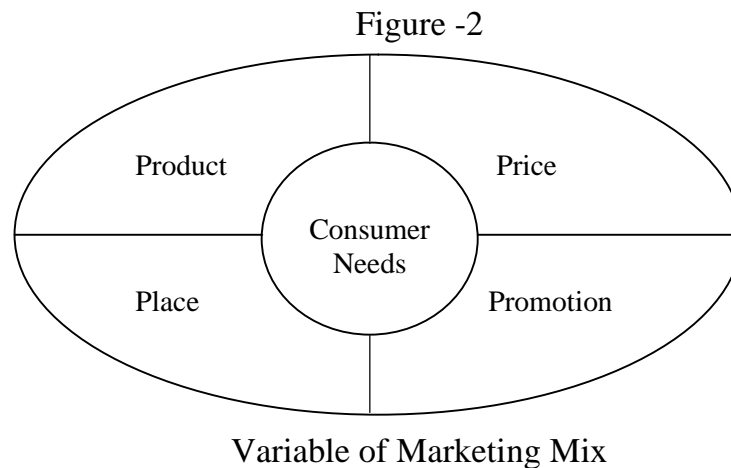 Figure -2
Product
Price
Consumer
Needs
Place
Promotion
Variable of Marketing Mix